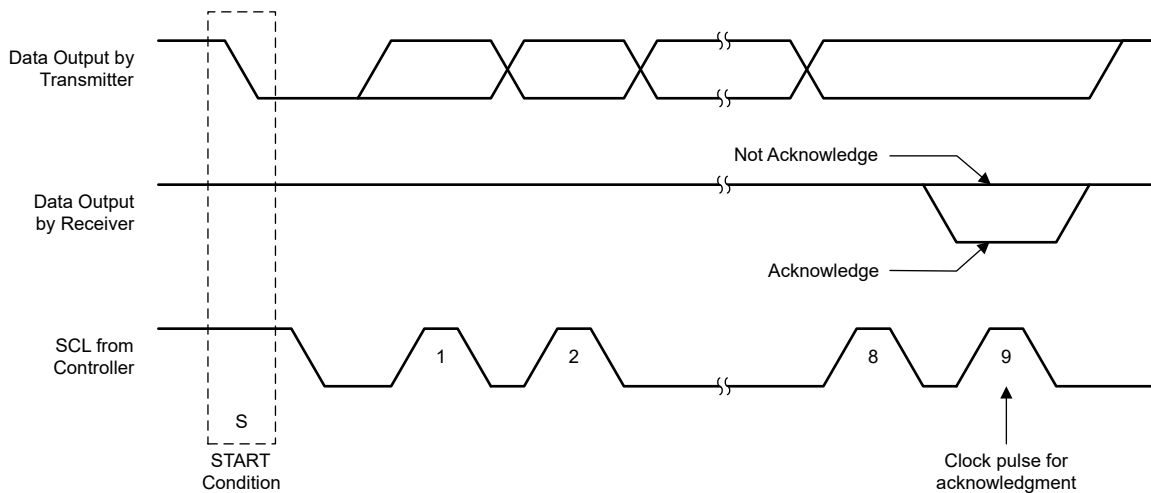 Data Output by
Transmitter
Not Acknowledge
Data Output
by Receiver
Acknowledge
SCL from
Controller
1
2
8
9
S
START
Condition
Clock pulse for
acknowledgment